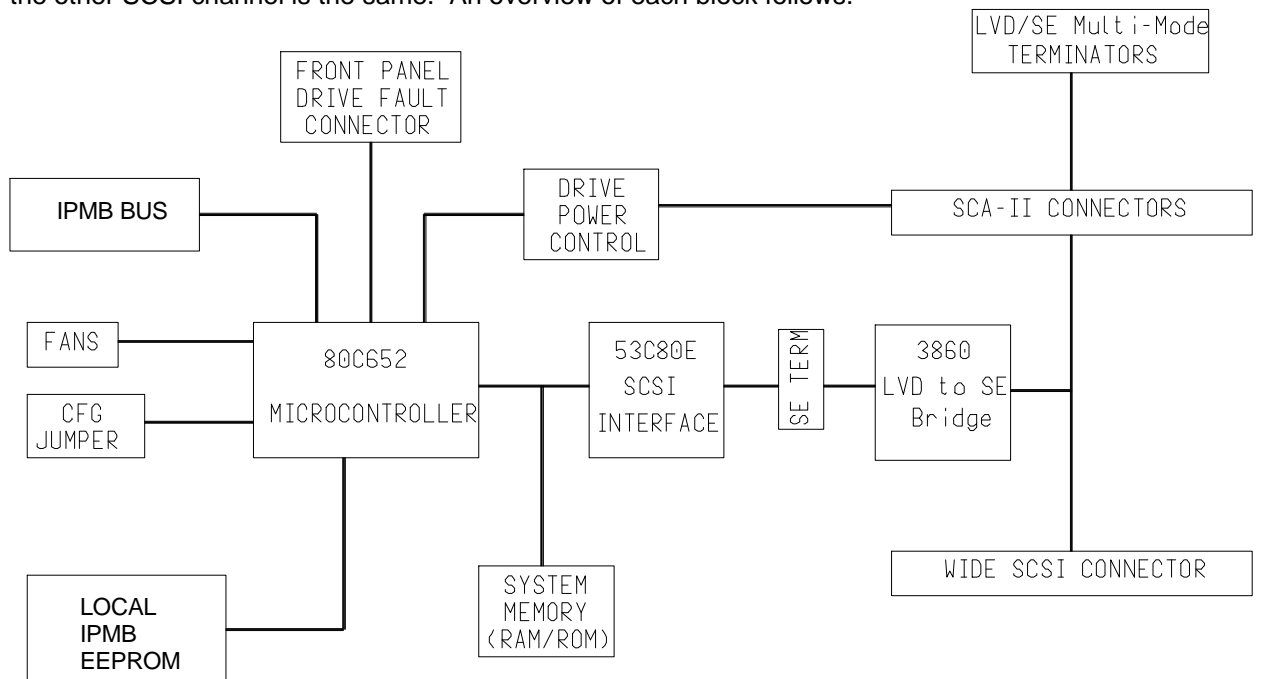 the other SCSI channel is the same. An overview of each block follows.
LVD/SE Multi-Mode
TERMINATORS
FRONT PANEL
DRIVE FAULT
CONNECTOR
IPMB BUS
DRIVE
POWER
CONTROL
SCA-II CONNECTORS
FANS
80C652
MICROCONTROLLER
53C80E
SCSI
INTERFACE
SE TERM
3860
LVD to SE
Bridge
CFG
JUMPER
WIDE SCSI CONNECTOR
SYSTEM
MEMORY
(RAM/ROM)
LOCAL
IPMB
EEPROM